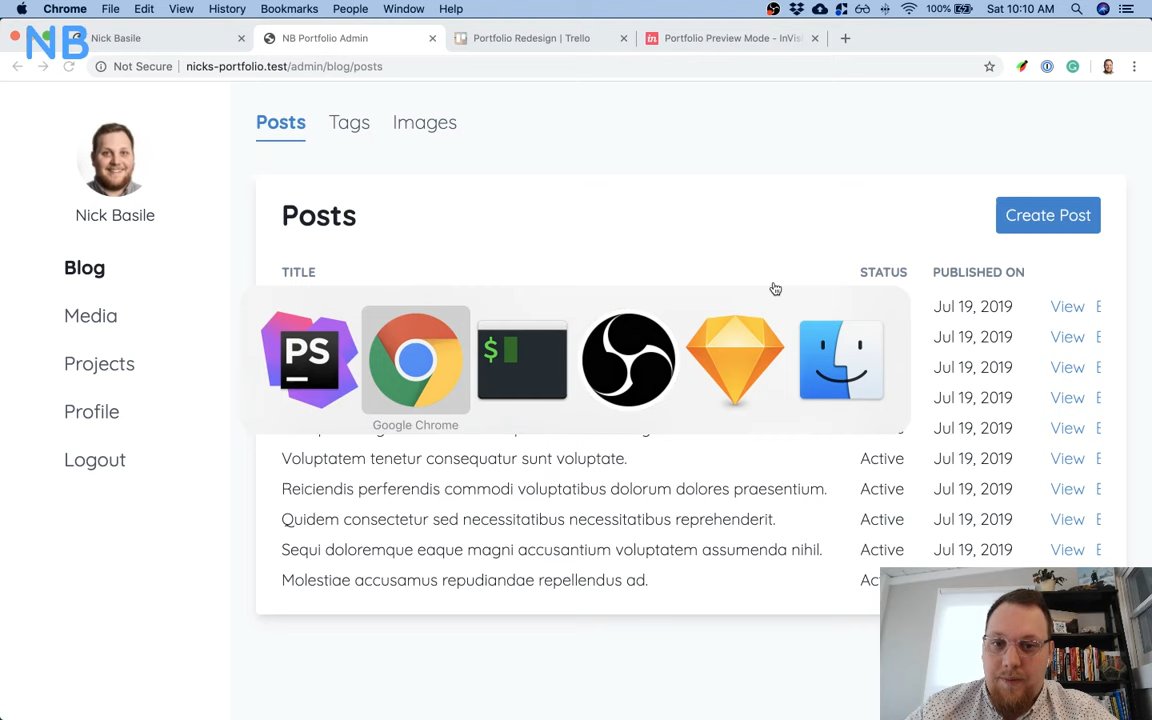 Chrome File Edit View History Bookmarks People Window Help 100% Sat 10:10 AM
NB
Nick Basile NB Portfolio Admin Portfolio Redesign | Trello Portfolio Preview Mode - InVis
Not Secure nicks-portfolio.test/admin/blog/posts
Posts Tags Images
Nick Basile
Blog
Media
Projects
Profile
Logout
Posts
Create Post
TITLE STATUS PUBLISHED ON
Jul 19, 2019 View E
Jul 19, 2019 View E
Jul 19, 2019 View E
Jul 19, 2019 View E
Jul 19, 2019 View E
PS
$
Google Chrome
Voluptatem tenetur consequatur sunt voluptate. Active Jul 19, 2019 View E
Reiciendis perferendis commodi voluptatibus dolorum dolores praesentium. Active Jul 19, 2019 View E
Quidem consectetur sed necessitatibus necessitatibus reprehenderit. Active Jul 19, 2019 View E
Sequi doloremque eaque magni accusantium voluptatem assumenda nihil. Active Jul 19, 2019 View E
Molestiae accusamus repudiandae repellendus ad. Ac